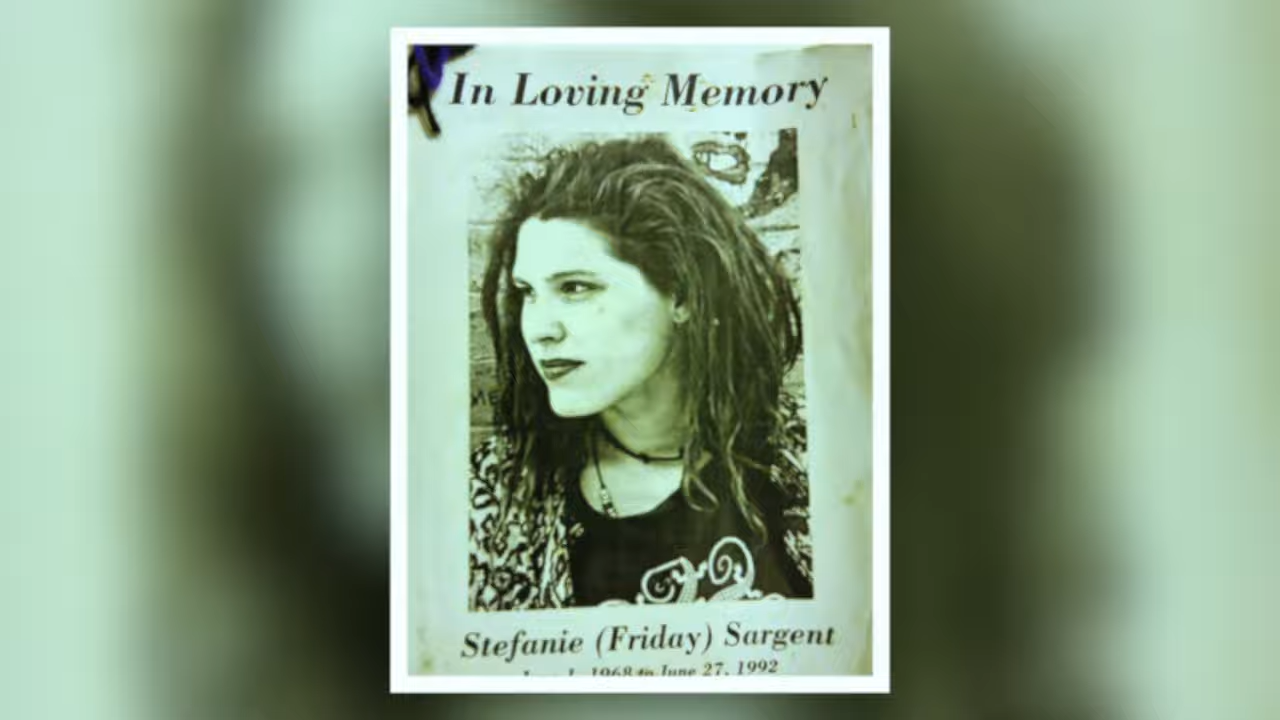 In Loving Memory
Stefanie (Friday) Sargent
1968 to June 27, 1992